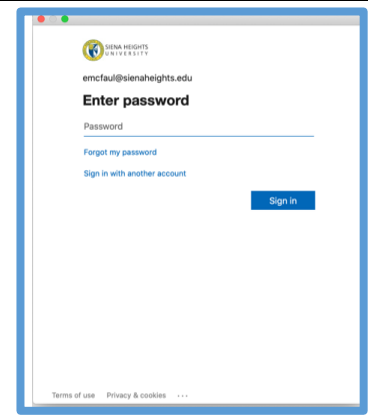 SIENA HEIGHTS
UNIVERSITY
emcfaul@sienaheights.edu
Enter password
Password
Forgot my password
Sign in with another account
Sign in
Terms of use Privacy & cookies ...